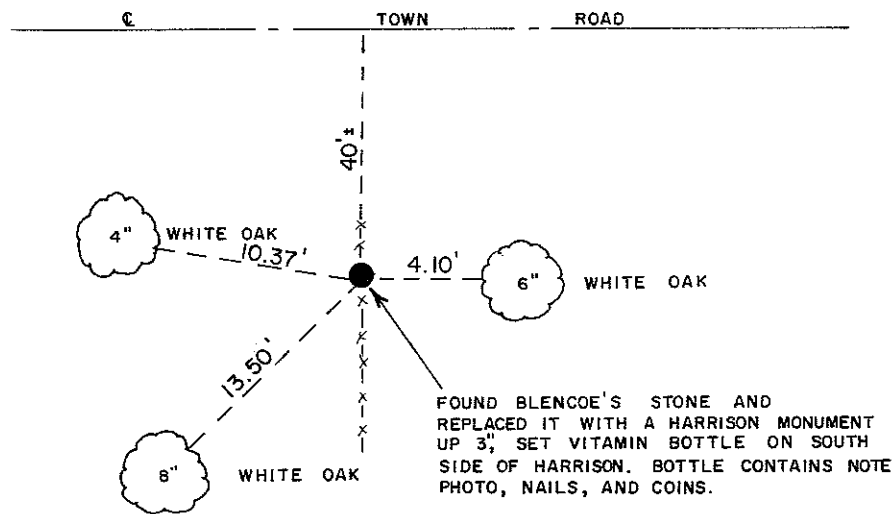 ℄ TOWN ROAD
40'±
4" WHITE OAK
10.37'
4.10'
6" WHITE OAK
13.50'
8" WHITE OAK
FOUND BLENCOE'S STONE AND
REPLACED IT WITH A HARRISON MONUMENT
UP 3", SET VITAMIN BOTTLE ON SOUTH
SIDE OF HARRISON. BOTTLE CONTAINS NOTE
PHOTO, NAILS, AND COINS.